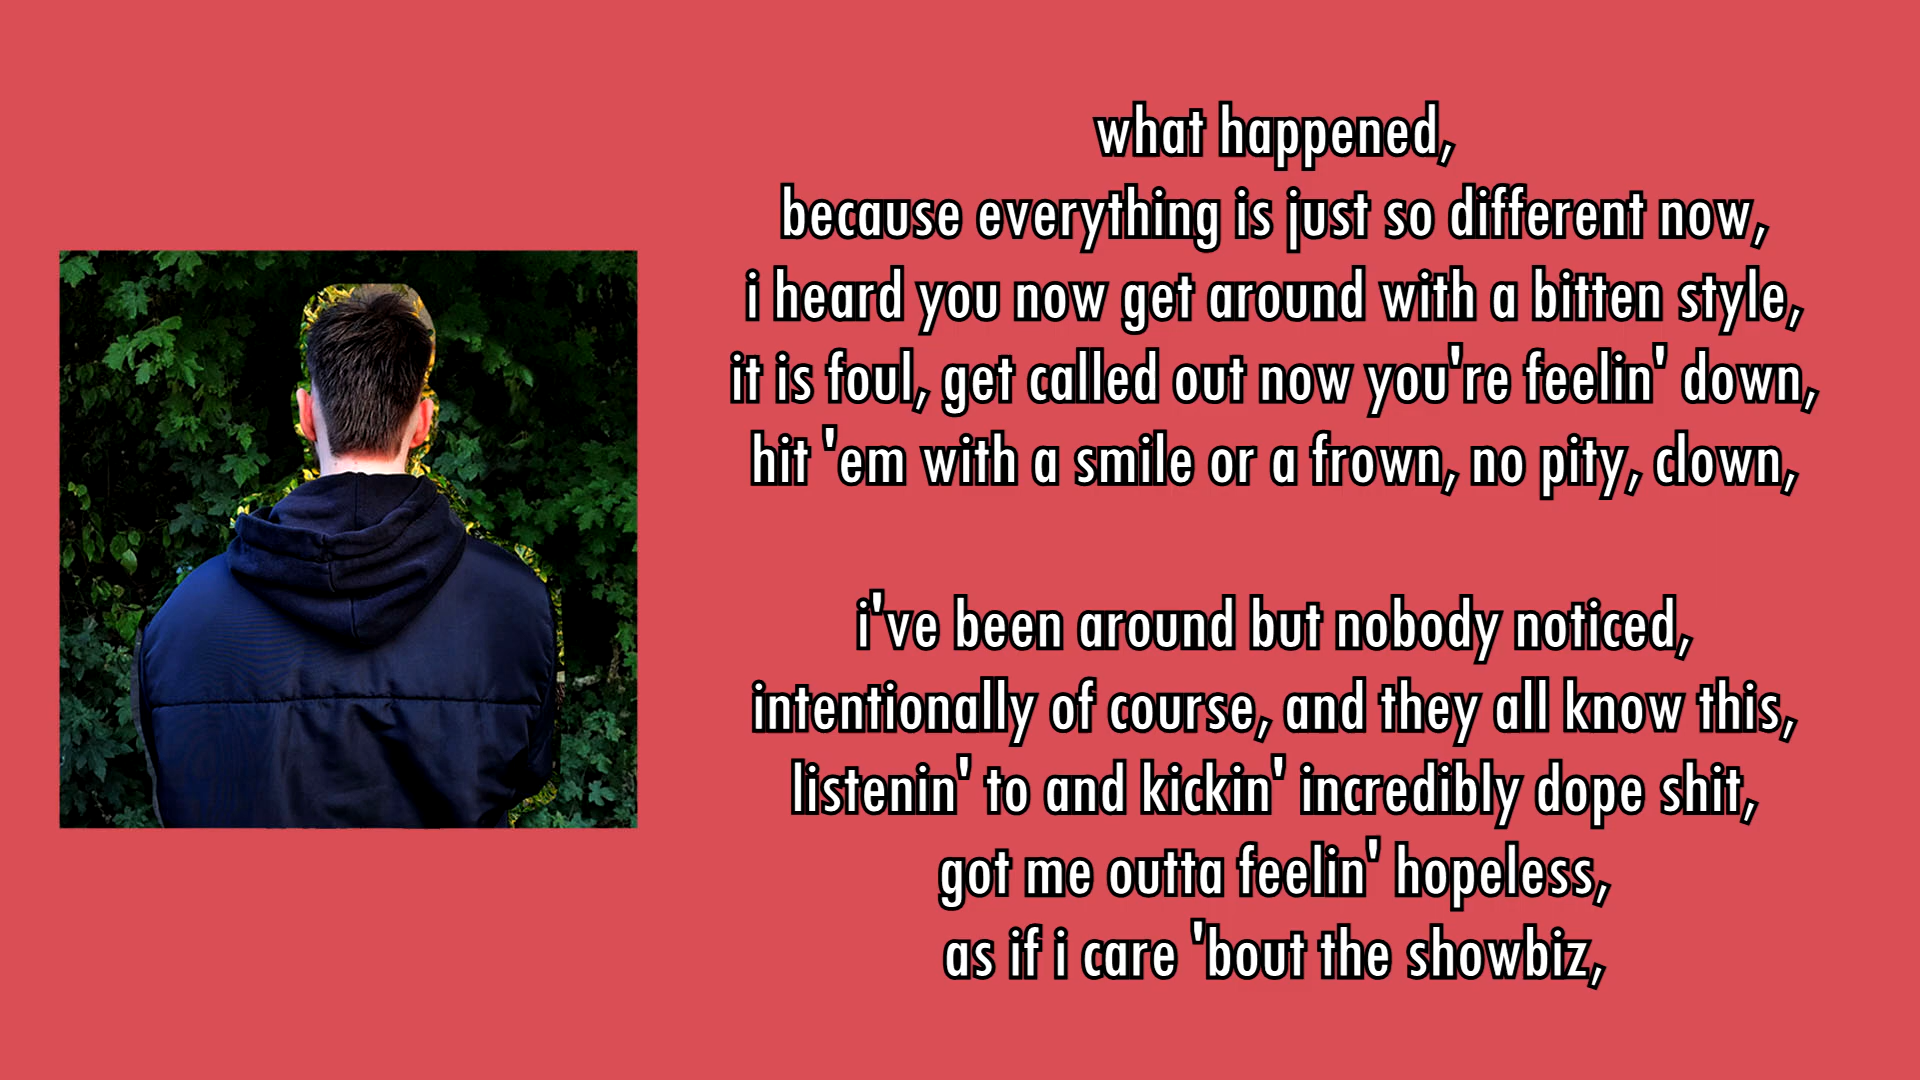 what happened,
because everything is just so different now,
i heard you now get around with a bitten style,
it is foul, get called out now you're feelin' down,
hit 'em with a smile or a frown, no pity, clown,
i've been around but nobody noticed,
intentionally of course, and they all know this,
listenin' to and kickin' incredibly dope shit,
got me outta feelin' hopeless,
as if i care 'bout the showbiz,